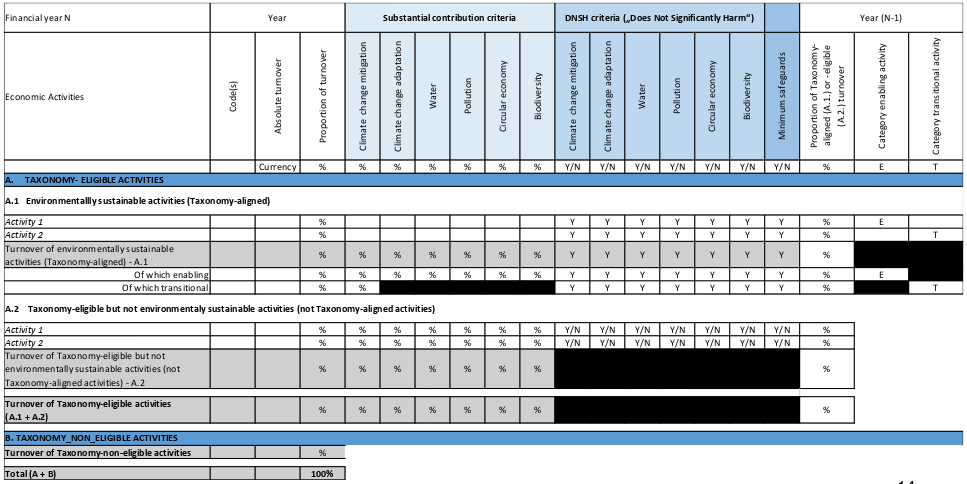 Financial year N Year Substantial contribution criteria DNSH criteria („Does Not Significantly Harm“) Year (N-1)
Economic Activities Code(s) Absolute turnover Proportion of turnover Climate change mitigation Climate change adaptation Water Pollution Circular economy Biodiversity Climate change mitigation Climate change adaptation Water Pollution Circular economy Biodiversity Minimum safeguards Proportion of Taxonomy-aligned (A.1.) or -eligible (A.2.) turnover Category enabling activity Category transitional activity
Currency % % % % % % % Y/N Y/N Y/N Y/N Y/N Y/N Y/N % E T
A. TAXONOMY- ELIGIBLE ACTIVITIES
A.1 Environmentallly sustainable activities (Taxonomy-aligned)
Activity 1 % Y Y Y Y Y Y Y % E
Activity 2 % Y Y Y Y Y Y Y % T
Turnover of environmentally sustainable
activities (Taxonomy-aligned) - A.1 % % % % % % % Y Y Y Y Y Y Y %
Of which enabling % % % % % % % Y Y Y Y Y Y Y % E
Of which transitional % % Y Y Y Y Y Y Y % T
A.2 Taxonomy-eligible but not environmentaly sustainable activities (not Taxonomy-aligned activities)
Activity 1 % % % % % % % Y/N Y/N Y/N Y/N Y/N Y/N Y/N %
Activity 2 % % % % % % % Y/N Y/N Y/N Y/N Y/N Y/N Y/N %
Turnover of Taxonomy-eligible but not
environmentally sustainable activities (not
Taxonomy-aligned activities) - A.2 % % % % % % % %
Turnover of Taxonomy-eligible activities
(A.1 + A.2) % % % % % % % %
B. TAXONOMY_NON_ELIGIBLE ACTIVITIES
Turnover of Taxonomy-non-eligible activities %
Total (A + B) 100%